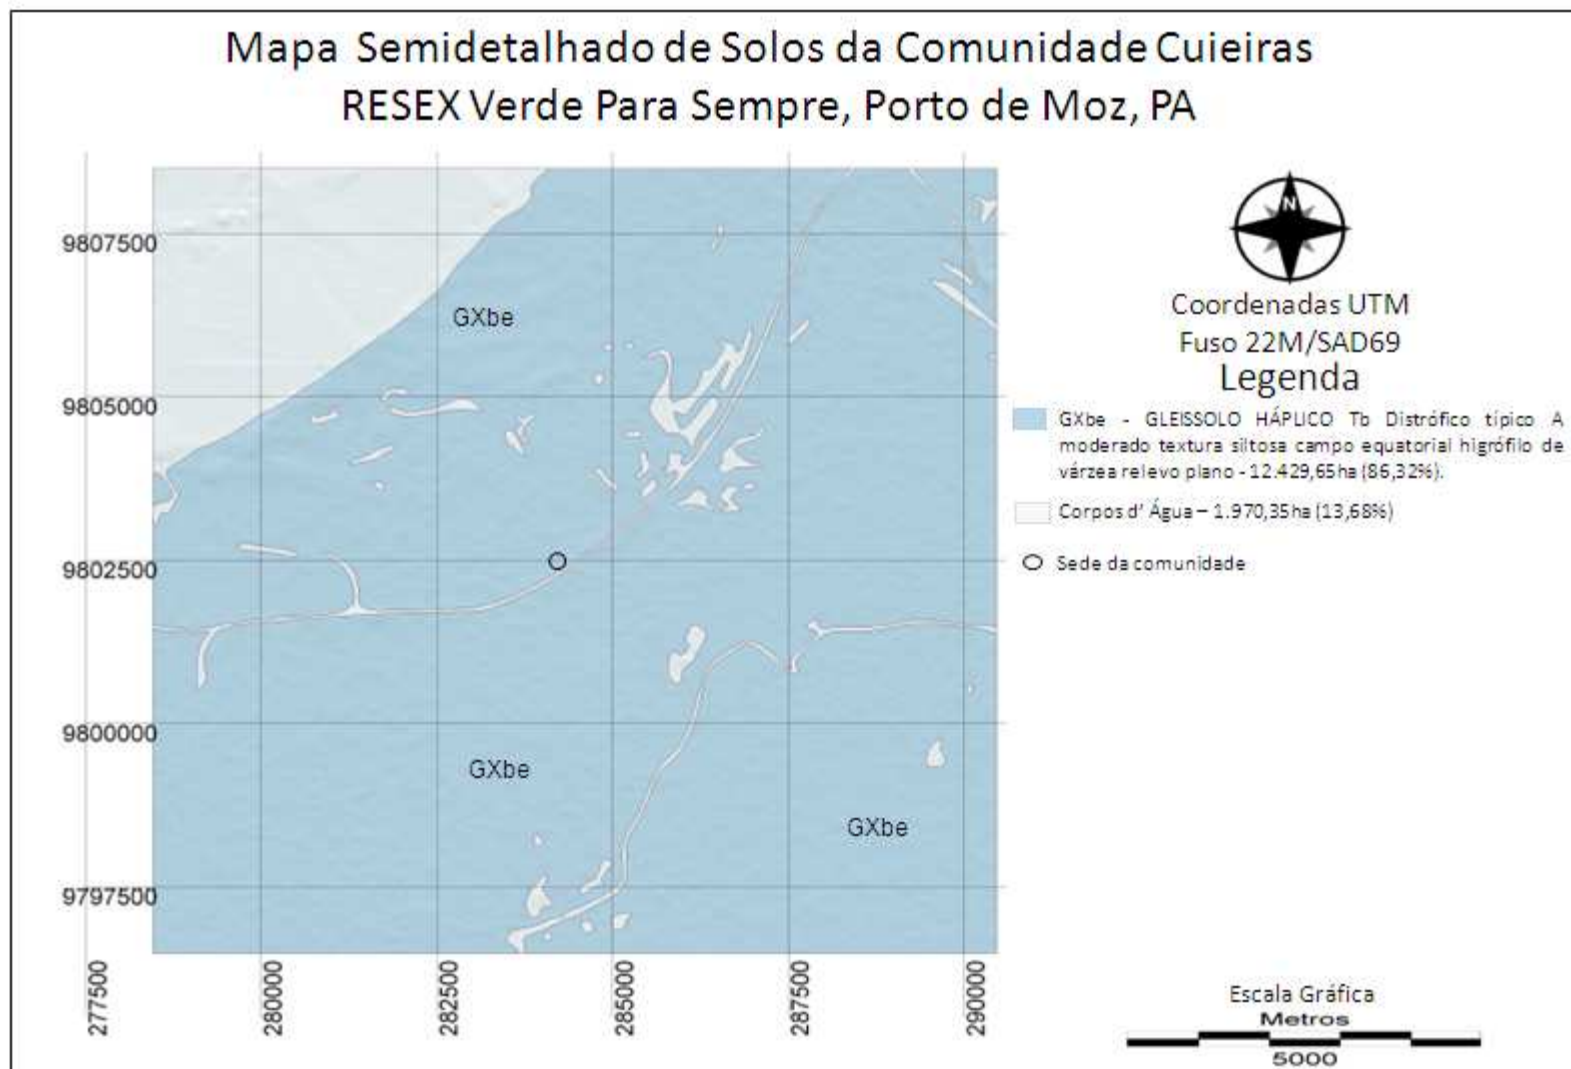 Mapa Semidetalhado de Solos da Comunidade Cuieiras
RESEX Verde Para Sempre, Porto de Moz, PA
9807500
9805000
9802500
9800000
9797500
277500
280000
282500
285000
287500
290000
GXbe
GXbe
GXbe
N
Coordenadas UTM
Fuso 22M/SAD69
Legenda
GXbe - GLEISSOLO HÁPLICO Tb Distrófico típico A
moderado textura siltosa campo equatorial higrófilo de
várzea relevo plano - 12.429,65ha (86,32%).
Corpos d' Água – 1.970,35ha (13,68%)
Sede da comunidade
Escala Gráfica
Metros
5000